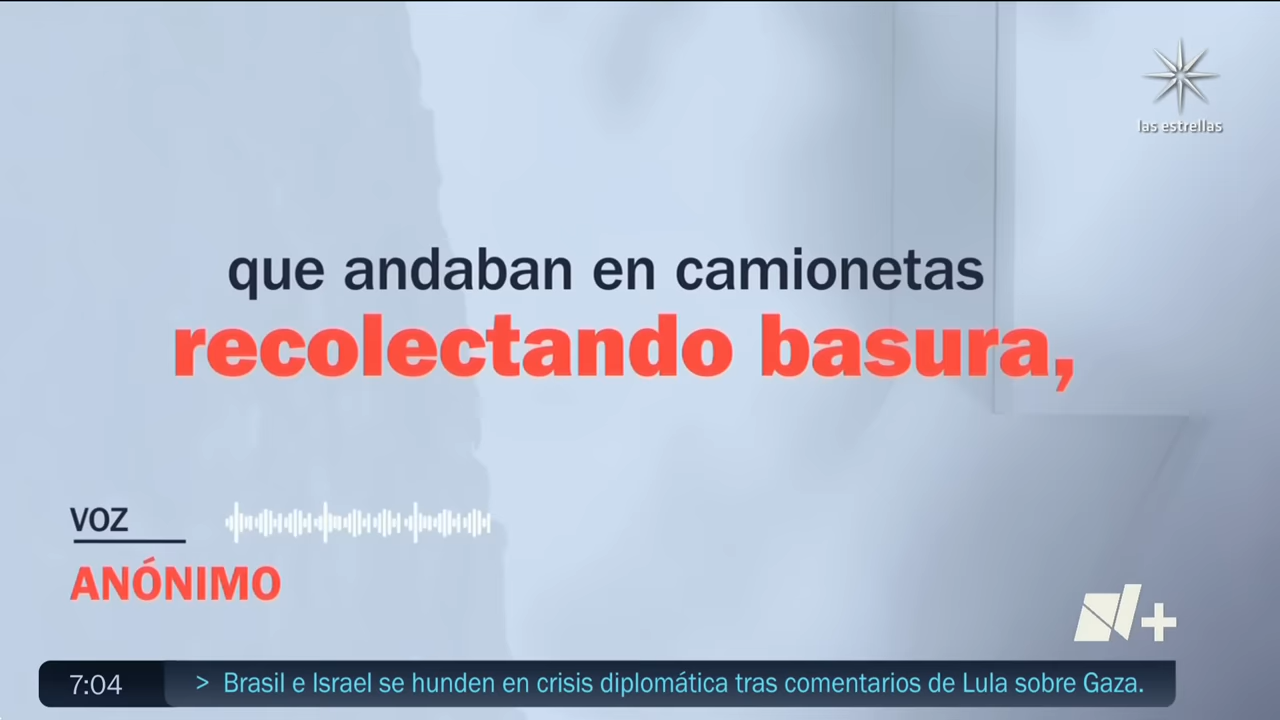 las estrellas
que andaban en camionetas
recolectando basura,
VOZ
ANÓNIMO
N+
7:04 > Brasil e Israel se hunden en crisis diplomática tras comentarios de Lula sobre Gaza.